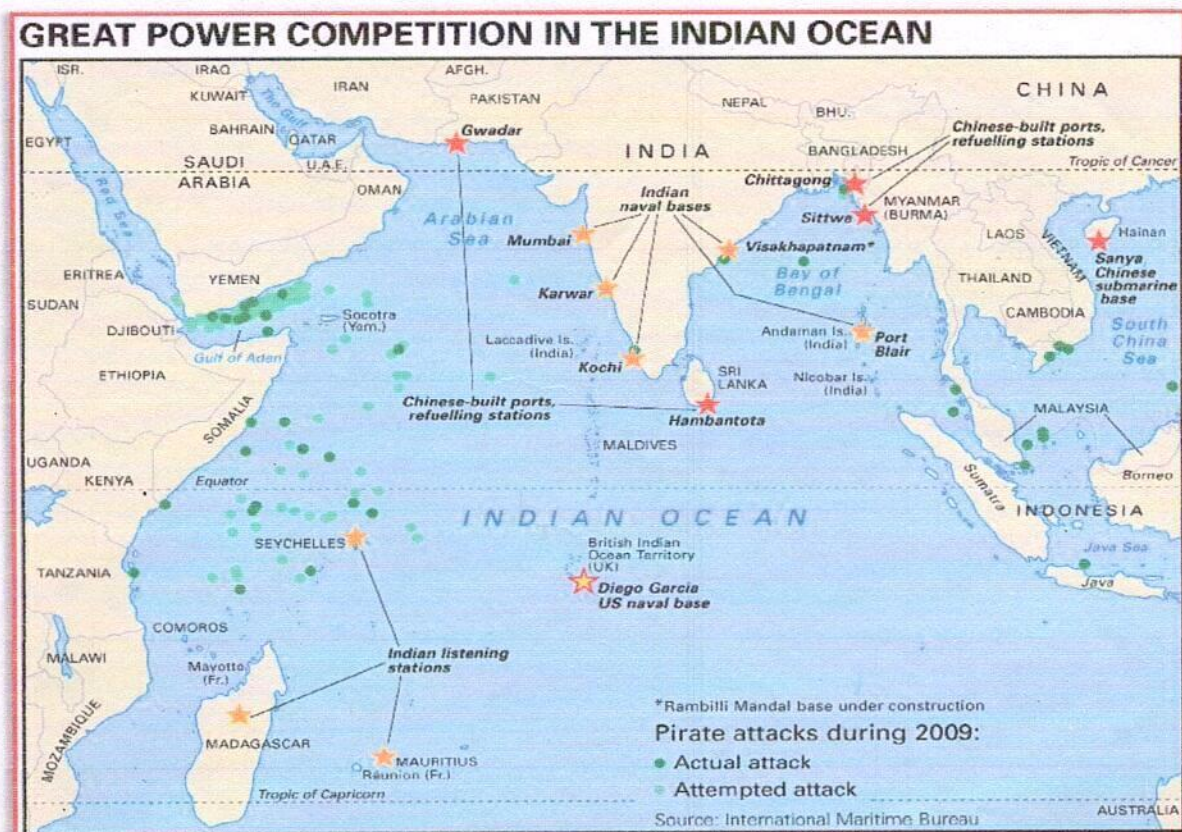 GREAT POWER COMPETITION IN THE INDIAN OCEAN
ISR.
IRAQ
KUWAIT
IRAN
AFGH.
PAKISTAN
NEPAL
BHU.
CHINA
The Gulf
BAHRAIN
QATAR
EGYPT
Gwadar
INDIA
BANGLADESH
Chinese-built ports,
refuelling stations
Tropic of Cancer
SAUDI
ARABIA
U.A.E.
OMAN
Red Sea
Chittagong
Indian
naval bases
MYANMAR
(BURMA)
Sittwe
Arabian
Sea
Mumbai
Visakhapatnam*
LAOS
VIETNAM
Hainan
Sanya
Chinese
submarine
base
Bay of
Bengal
THAILAND
ERITREA
YEMEN
SUDAN
Karwar
CAMBODIA
DJIBOUTI
Socotra
(Yem.)
Gulf of Aden
Laccadive Is.
(India)
Andaman Is.
(India)
Port
Blair
South
China
Sea
Kochi
ETHIOPIA
SRI
LANKA
Nicobar Is.
(India)
SOMALIA
Chinese-built ports,
refuelling stations
Hambantota
MALAYSIA
MALDIVES
UGANDA
KENYA
Equator
Sumatra
Borneo
INDIAN OCEAN
INDONESIA
SEYCHELLES
British Indian
Ocean Territory
(UK)
Java Sea
TANZANIA
Diego Garcia
US naval base
Java
COMOROS
Indian listening
stations
MALAWI
Mayotte
(Fr.)
MOZAMBIQUE
MADAGASCAR
MAURITIUS
Réunion (Fr.)
Tropic of Capricorn
*Rambilli Mandal base under construction
Pirate attacks during 2009:
Actual attack
Attempted attack
Source: International Maritime Bureau
AUSTRALIA